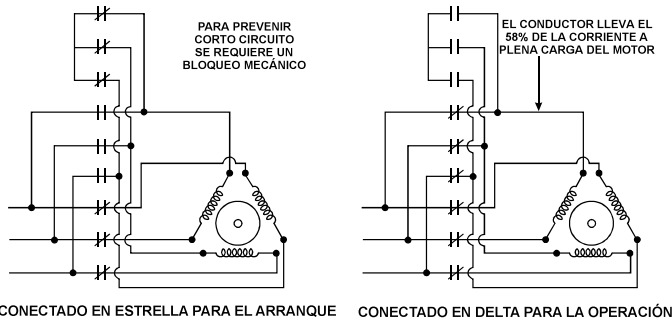 PARA PREVENIR
CORTO CIRCUITO
SE REQUIERE UN
BLOQUEO MECÁNICO
EL CONDUCTOR LLEVA EL
58% DE LA CORRIENTE A
PLENA CARGA DEL MOTOR
CONECTADO EN ESTRELLA PARA EL ARRANQUE
CONECTADO EN DELTA PARA LA OPERACIÓN